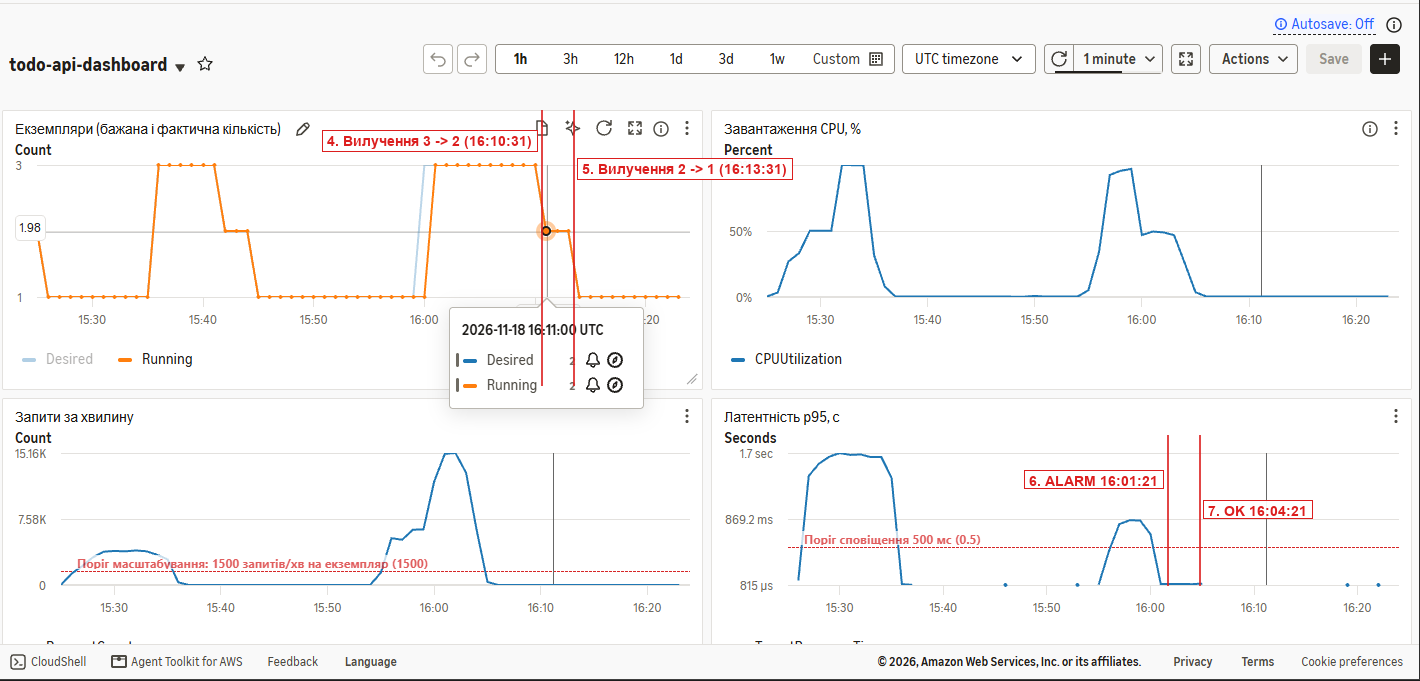 Autosave: Off
todo-api-dashboard
1h 3h 12h 1d 3d 1w Custom UTC timezone 1 minute Actions Save
Екземпляри (бажана і фактична кількість)
Count
4. Вилучення 3 -> 2 (16:10:31)
5. Вилучення 2 -> 1 (16:13:31)
3
1.98
1
15:30 15:40 15:50 16:00 :20
Desired Running
2026-11-18 16:11:00 UTC
Desired 2
Running 2
Завантаження CPU, %
Percent
50%
0%
15:30 15:40 15:50 16:00 16:10 16:20
CPUUtilization
Запити за хвилину
Count
15.16K
7.58K
Поріг масштабування: 1500 запитів/хв на екземпляр (1500)
0
15:30 15:40 15:50 16:00 16:10 16:20
Латентність p95, с
Seconds
1.7 sec
6. ALARM 16:01:21
7. OK 16:04:21
869.2 ms
Поріг сповіщення 500 мс (0.5)
815 µs
15:30 15:40 15:50 16:00 16:10 16:20
CloudShell Agent Toolkit for AWS Feedback Language © 2026, Amazon Web Services, Inc. or its affiliates. Privacy Terms Cookie preferences